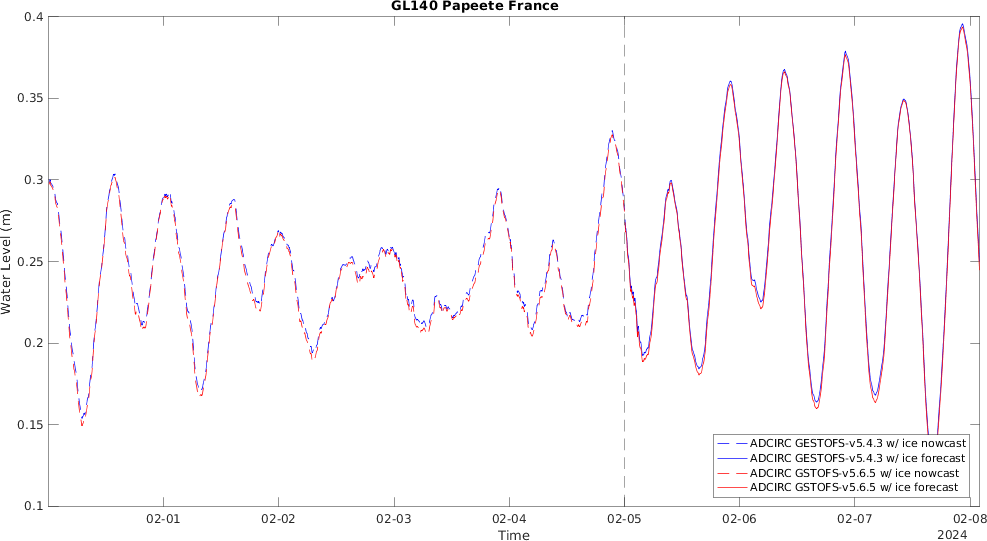 GL140 Papeete France
0.4
0.35
0.3
0.25
0.2
0.15
0.1
Water Level (m)
ADCIRC GESTOFS-v5.4.3 w/ ice nowcast
ADCIRC GESTOFS-v5.4.3 w/ ice forecast
ADCIRC GSTOFS-v5.6.5 w/ ice nowcast
ADCIRC GSTOFS-v5.6.5 w/ ice forecast
02-01 02-02 02-03 02-04 02-05 02-06 02-07 02-08
Time
2024